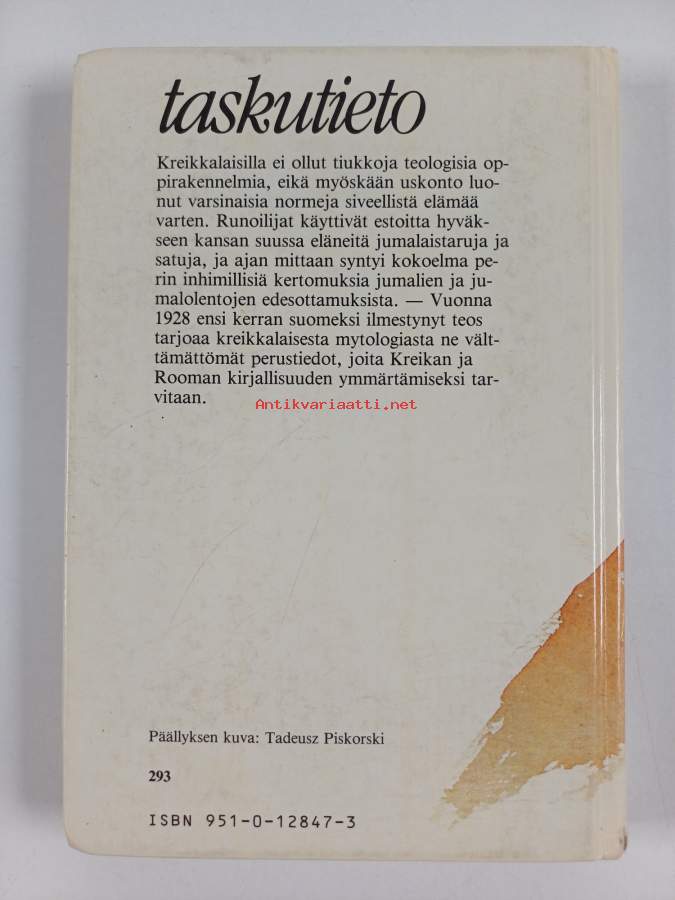 taskutieto
Kreikkalaisilla ei ollut tiukkoja teologisia op-
pirakennelmia, eikä myöskään uskonto luo-
nut varsinaisia normeja siveellistä elämää
varten. Runoilijat käyttivät estoitta hyväk-
seen kansan suussa eläneitä jumalaistaruja ja
satuja, ja ajan mittaan syntyi kokoelma pe-
rin inhimillisiä kertomuksia jumalien ja ju-
malolentojen edesottamuksista. — Vuonna
1928 ensi kerran suomeksi ilmestynyt teos
tarjoaa kreikkalaisesta mytologiasta ne vält-
tämättömät perustiedot, joita Kreikan ja
Rooman kirjallisuuden ymmärtämiseksi tar-
vitaan.
Antikvariaatti.net
Päällyksen kuva: Tadeusz Piskorski
293
ISBN 951-0-12847-3